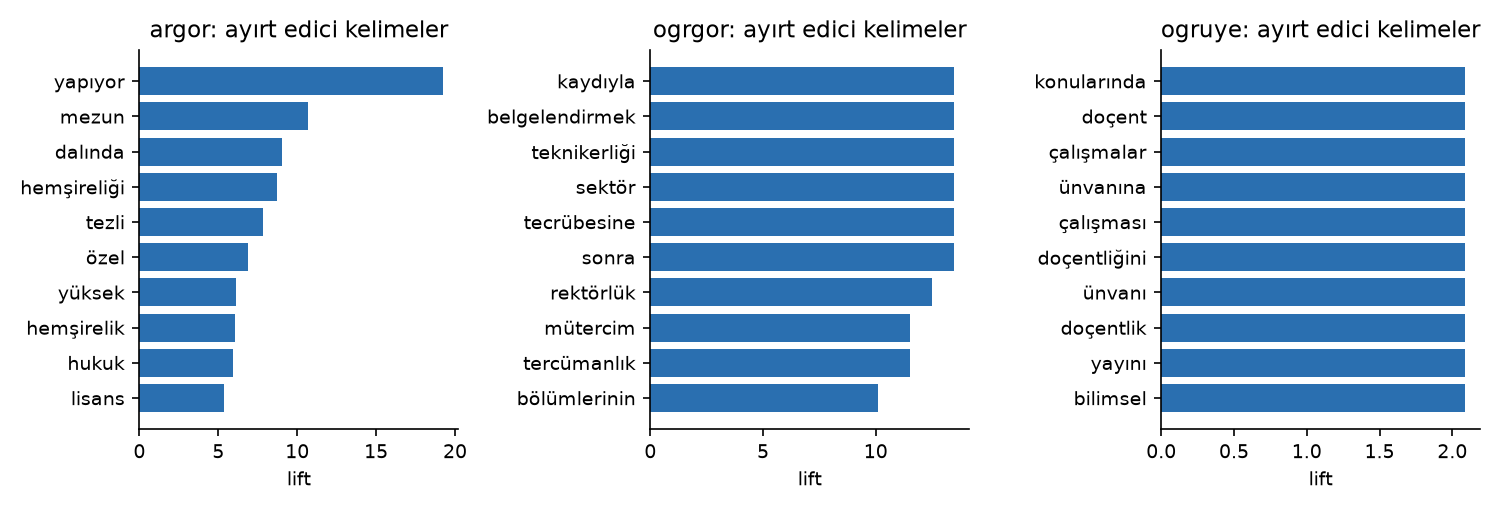 argor: ayırt edici kelimeler
yapıyor
mezun
dalında
hemşireliği
tezli
özel
yüksek
hemşirelik
hukuk
lisans
0 5 10 15 20
lift
ogrgor: ayırt edici kelimeler
kaydıyla
belgelendirmek
teknikerliği
sektör
tecrübesine
sonra
rektörlük
mütercim
tercümanlık
bölümlerinin
0 5 10
lift
ogruye: ayırt edici kelimeler
konularında
doçent
çalışmalar
ünvanına
çalışması
doçentliğini
ünvanı
doçentlik
yayını
bilimsel
0.0 0.5 1.0 1.5 2.0
lift